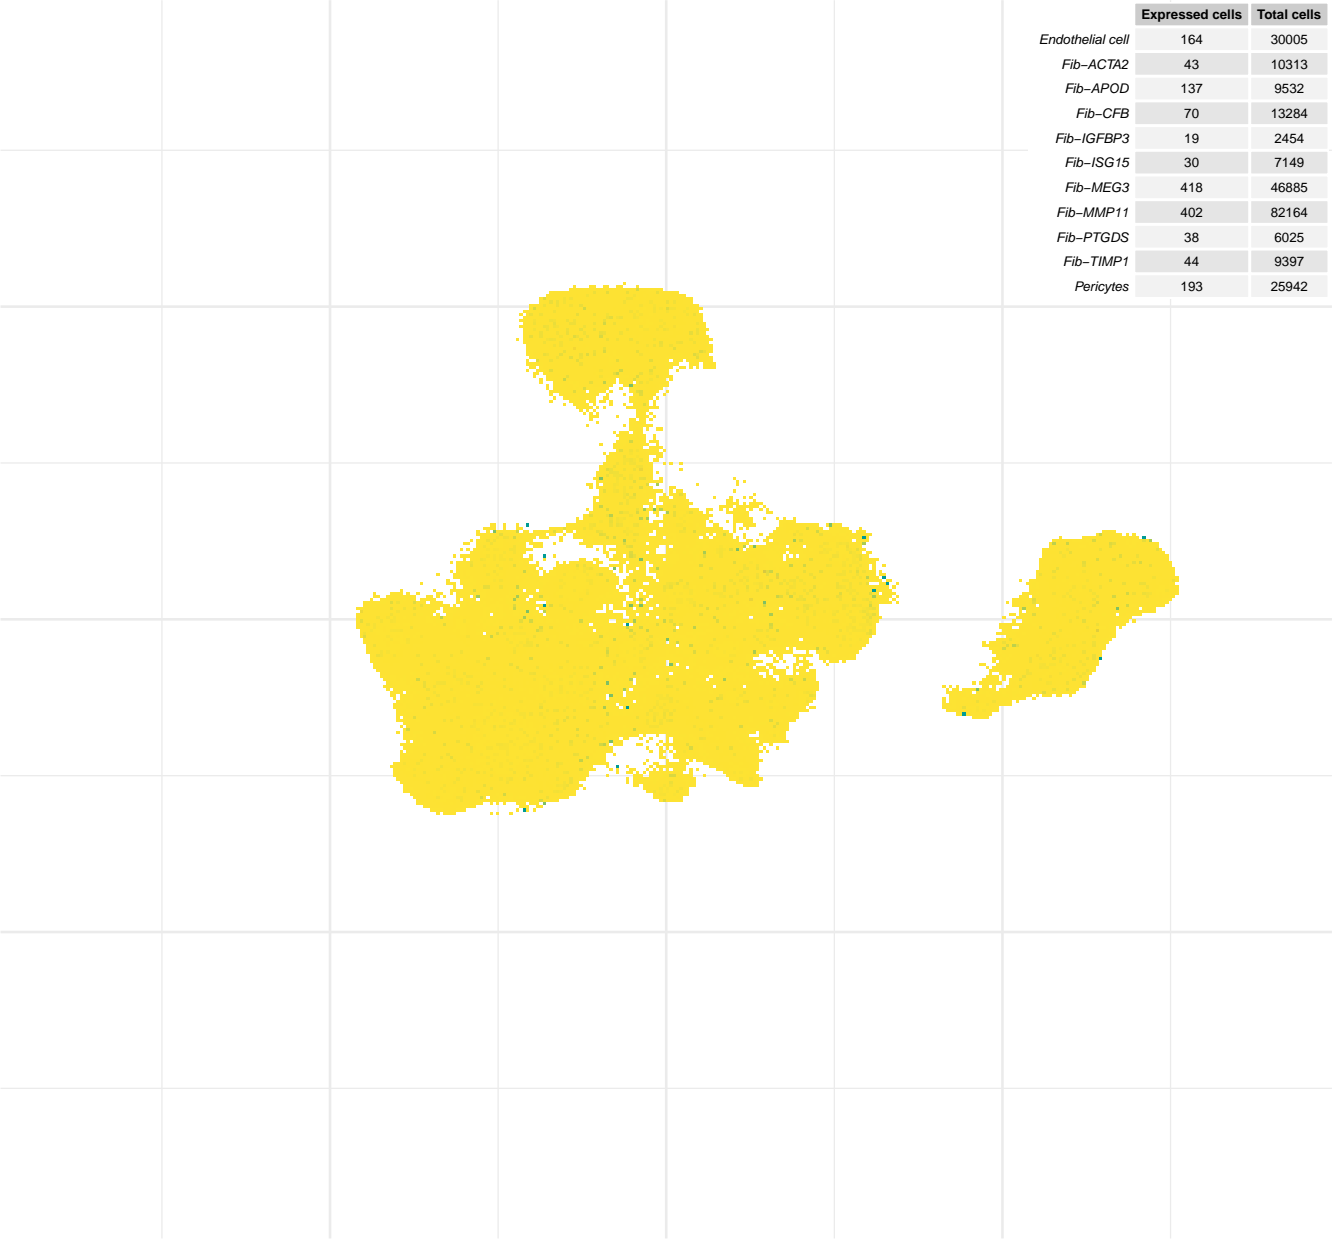 Expressed cells Total cells
Endothelial cell 164 30005
Fib−ACTA2 43 10313
Fib−APOD 137 9532
Fib−CFB 70 13284
Fib−IGFBP3 19 2454
Fib−ISG15 30 7149
Fib−MEG3 418 46885
Fib−MMP11 402 82164
Fib−PTGDS 38 6025
Fib−TIMP1 44 9397
Pericytes 193 25942